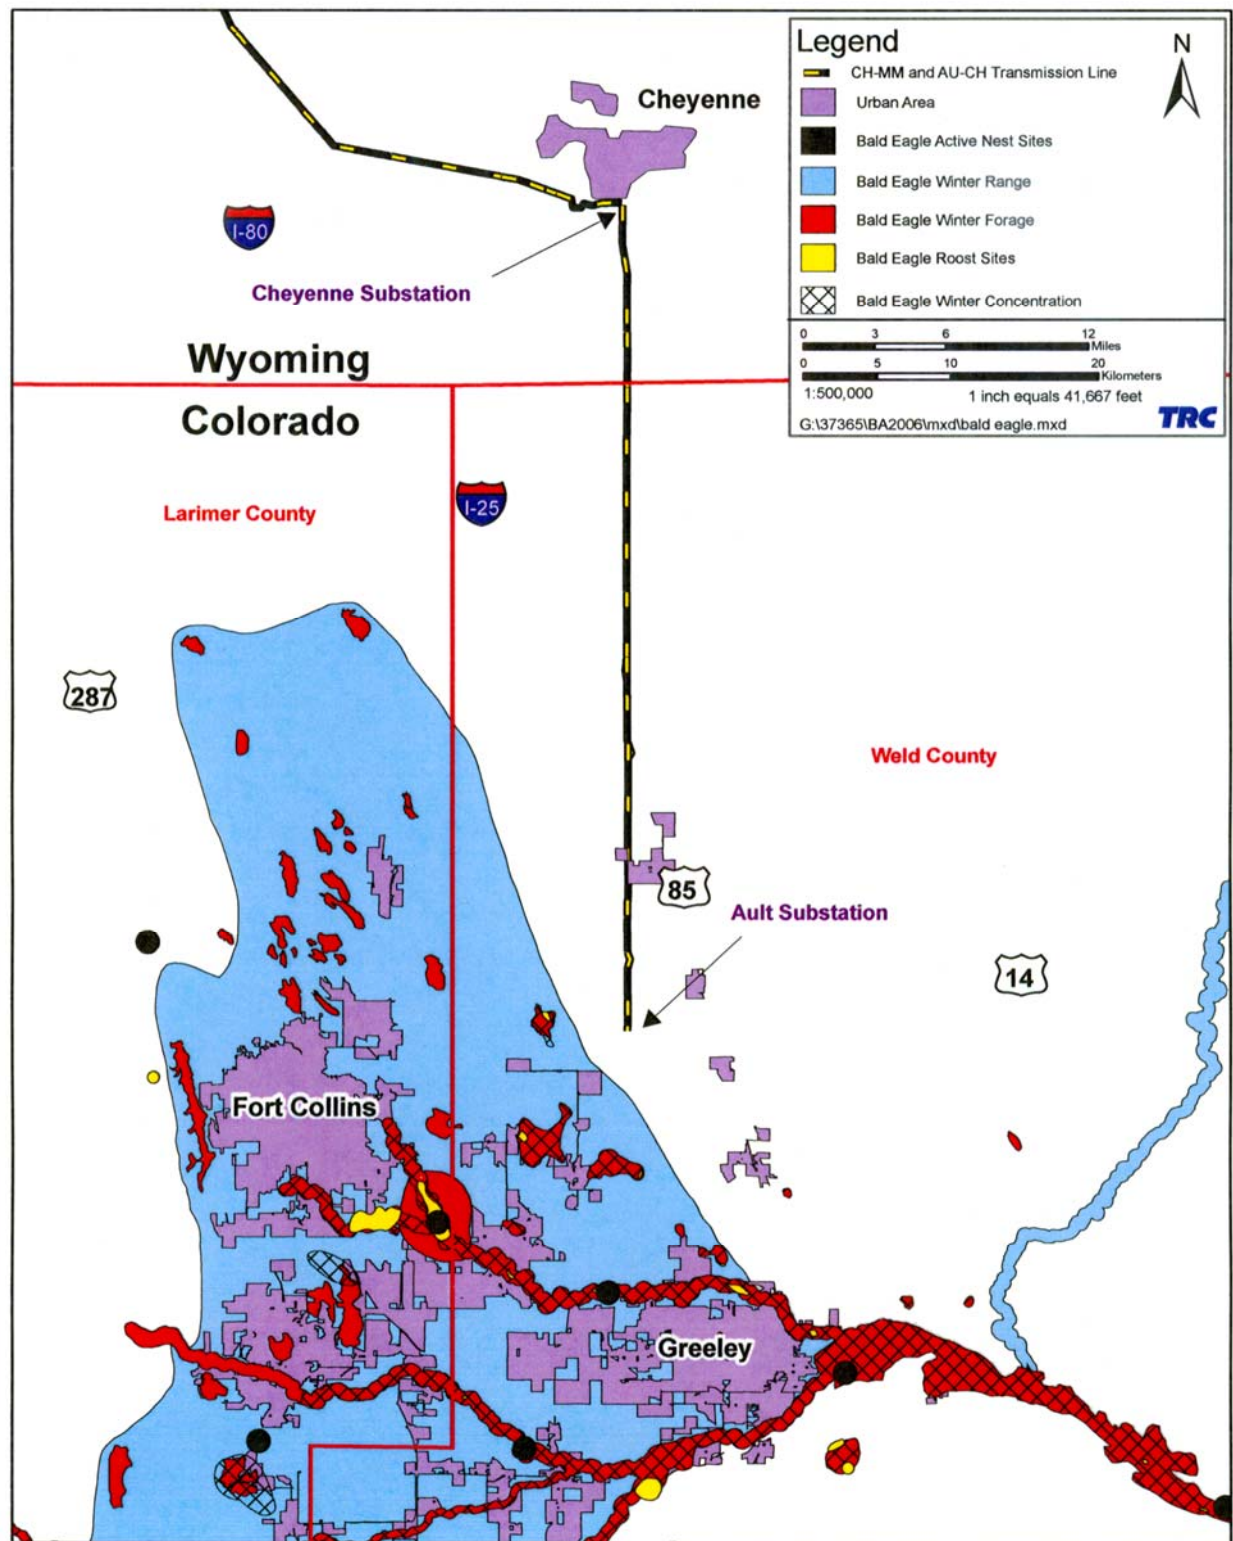 Legend
N
CH-MM and AU-CH Transmission Line
Urban Area
Bald Eagle Active Nest Sites
Bald Eagle Winter Range
Bald Eagle Winter Forage
Bald Eagle Roost Sites
Bald Eagle Winter Concentration
0 3 6 12
Miles
0 5 10 20
Kilometers
1:500,000 1 inch equals 41,667 feet
G:\37365\BA2006\mxd\bald eagle.mxd
TRC
Cheyenne
I-80
Cheyenne Substation
Wyoming
Colorado
Larimer County
I-25
287
Weld County
85
Ault Substation
14
Fort Collins
Greeley